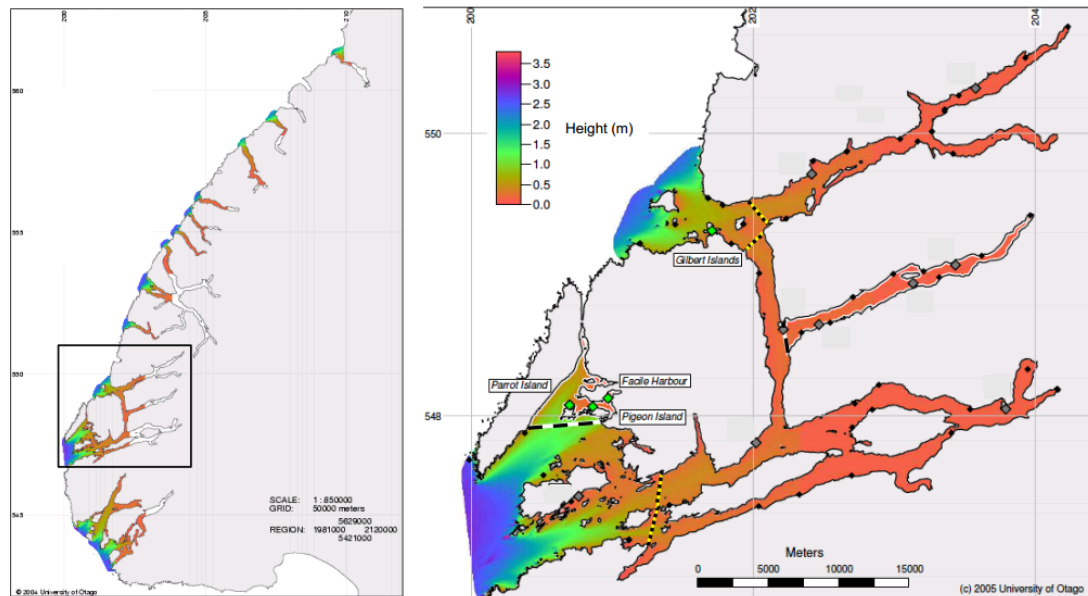 200
205
210
560
555
550
545
SCALE: 1 : 850000
GRID: 50000 meters
5629000
REGION: 1981000 2120000
5421000
© 2004 University of Otago
200
202
204
550
548
3.5
3.0
2.5
2.0
1.5
1.0
0.5
0.0
Height (m)
Gilbert Islands
Parrot Island
Facile Harbour
Pigeon Island
Meters
0 5000 10000 15000
(c) 2005 University of Otago